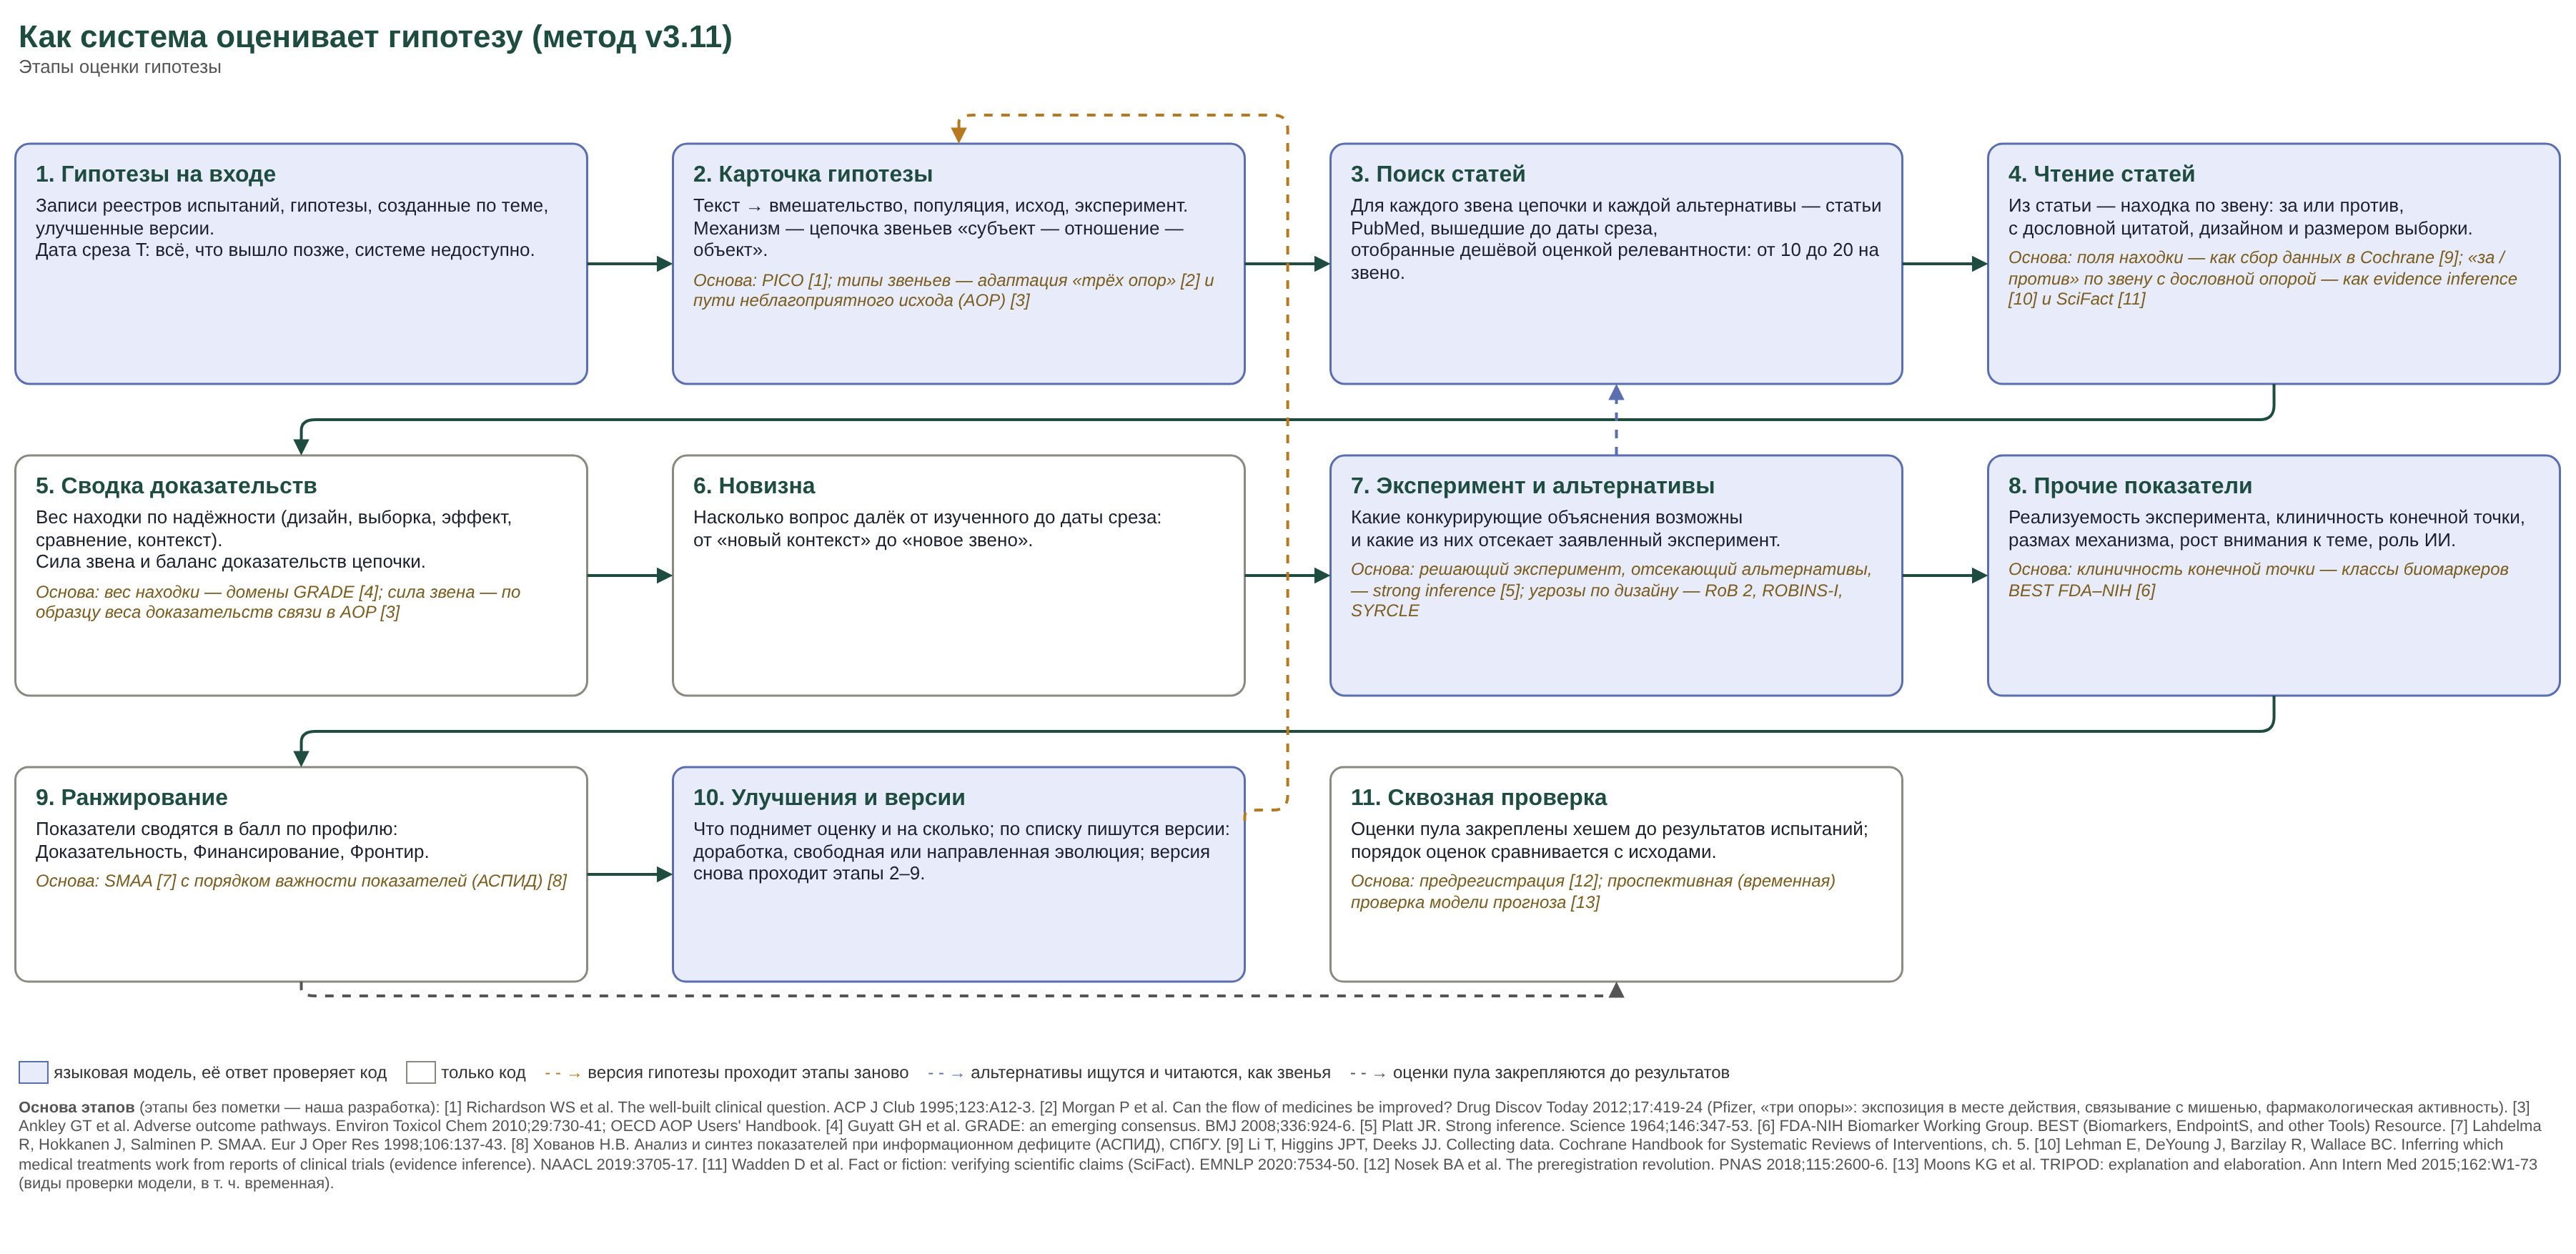 Как система оценивает гипотезу (метод v3.11)
Этапы оценки гипотезы
1. Гипотезы на входе
Записи реестров испытаний, гипотезы, созданные по теме,
улучшенные версии.
Дата среза T: всё, что вышло позже, системе недоступно.
2. Карточка гипотезы
Текст → вмешательство, популяция, исход, эксперимент.
Механизм — цепочка звеньев «субъект — отношение —
объект».
Основа: PICO [1]; типы звеньев — адаптация «трёх опор» [2] и
пути неблагоприятного исхода (AOP) [3]
3. Поиск статей
Для каждого звена цепочки и каждой альтернативы — статьи
PubMed, вышедшие до даты среза,
отобранные дешёвой оценкой релевантности: от 10 до 20 на
звено.
4. Чтение статей
Из статьи — находка по звену: за или против,
с дословной цитатой, дизайном и размером выборки.
Основа: поля находки — как сбор данных в Cochrane [9]; «за /
против» по звену с дословной опорой — как evidence inference
[10] и SciFact [11]
5. Сводка доказательств
Вес находки по надёжности (дизайн, выборка, эффект,
сравнение, контекст).
Сила звена и баланс доказательств цепочки.
Основа: вес находки — домены GRADE [4]; сила звена — по
образцу веса доказательств связи в AOP [3]
6. Новизна
Насколько вопрос далёк от изученного до даты среза:
от «новый контекст» до «новое звено».
7. Эксперимент и альтернативы
Какие конкурирующие объяснения возможны
и какие из них отсекает заявленный эксперимент.
Основа: решающий эксперимент, отсекающий альтернативы,
— strong inference [5]; угрозы по дизайну — RoB 2, ROBINS-I,
SYRCLE
8. Прочие показатели
Реализуемость эксперимента, клиничность конечной точки,
размах механизма, рост внимания к теме, роль ИИ.
Основа: клиничность конечной точки — классы биомаркеров
BEST FDA–NIH [6]
9. Ранжирование
Показатели сводятся в балл по профилю:
Доказательность, Финансирование, Фронтир.
Основа: SMAA [7] с порядком важности показателей (АСПИД) [8]
10. Улучшения и версии
Что поднимет оценку и на сколько; по списку пишутся версии:
доработка, свободная или направленная эволюция; версия
снова проходит этапы 2–9.
11. Сквозная проверка
Оценки пула закреплены хешем до результатов испытаний;
порядок оценок сравнивается с исходами.
Основа: предрегистрация [12]; проспективная (временная)
проверка модели прогноза [13]
языковая модель, её ответ проверяет код только код - - → версия гипотезы проходит этапы заново - - → альтернативы ищутся и читаются, как звенья - - → оценки пула закрепляются до результатов
Основа этапов (этапы без пометки — наша разработка): [1] Richardson WS et al. The well-built clinical question. ACP J Club 1995;123:A12-3. [2] Morgan P et al. Can the flow of medicines be improved? Drug Discov Today 2012;17:419-24 (Pfizer, «три опоры»: экспозиция в месте действия, связывание с мишенью, фармакологическая активность). [3]
Ankley GT et al. Adverse outcome pathways. Environ Toxicol Chem 2010;29:730-41; OECD AOP Users' Handbook. [4] Guyatt GH et al. GRADE: an emerging consensus. BMJ 2008;336:924-6. [5] Platt JR. Strong inference. Science 1964;146:347-53. [6] FDA-NIH Biomarker Working Group. BEST (Biomarkers, EndpointS, and other Tools) Resource. [7] Lahdelma
R, Hokkanen J, Salminen P. SMAA. Eur J Oper Res 1998;106:137-43. [8] Хованов Н.В. Анализ и синтез показателей при информационном дефиците (АСПИД), СПбГУ. [9] Li T, Higgins JPT, Deeks JJ. Collecting data. Cochrane Handbook for Systematic Reviews of Interventions, ch. 5. [10] Lehman E, DeYoung J, Barzilay R, Wallace BC. Inferring which
medical treatments work from reports of clinical trials (evidence inference). NAACL 2019:3705-17. [11] Wadden D et al. Fact or fiction: verifying scientific claims (SciFact). EMNLP 2020:7534-50. [12] Nosek BA et al. The preregistration revolution. PNAS 2018;115:2600-6. [13] Moons KG et al. TRIPOD: explanation and elaboration. Ann Intern Med 2015;162:W1-73
(виды проверки модели, в т. ч. временная).